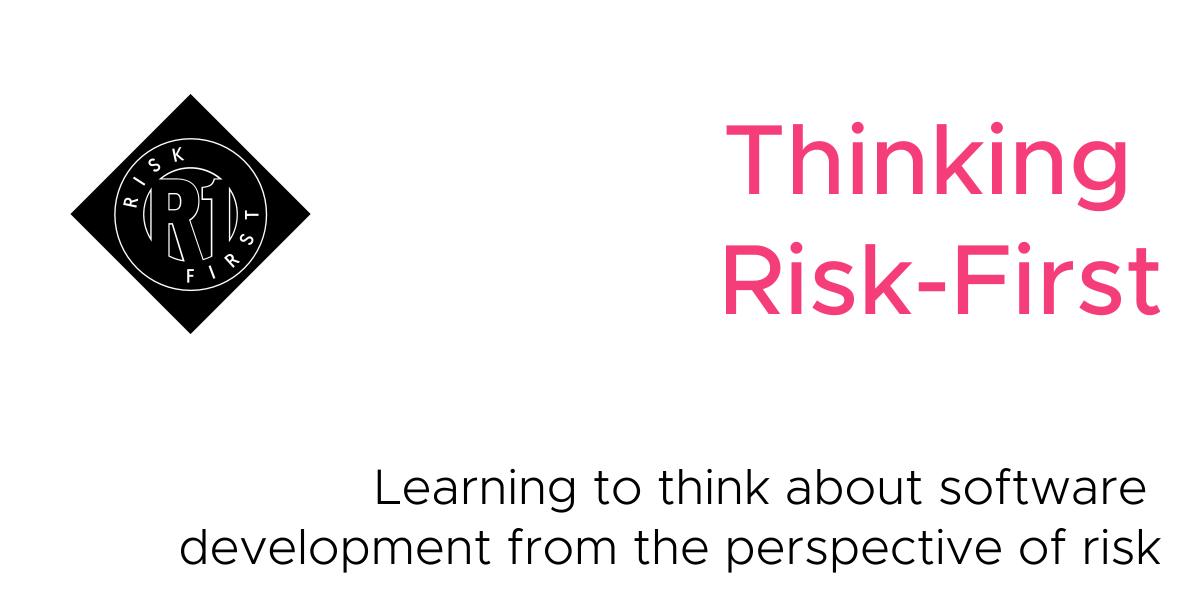 RISK
R1
FIRST
Thinking
Risk-First
Learning to think about software
development from the perspective of risk